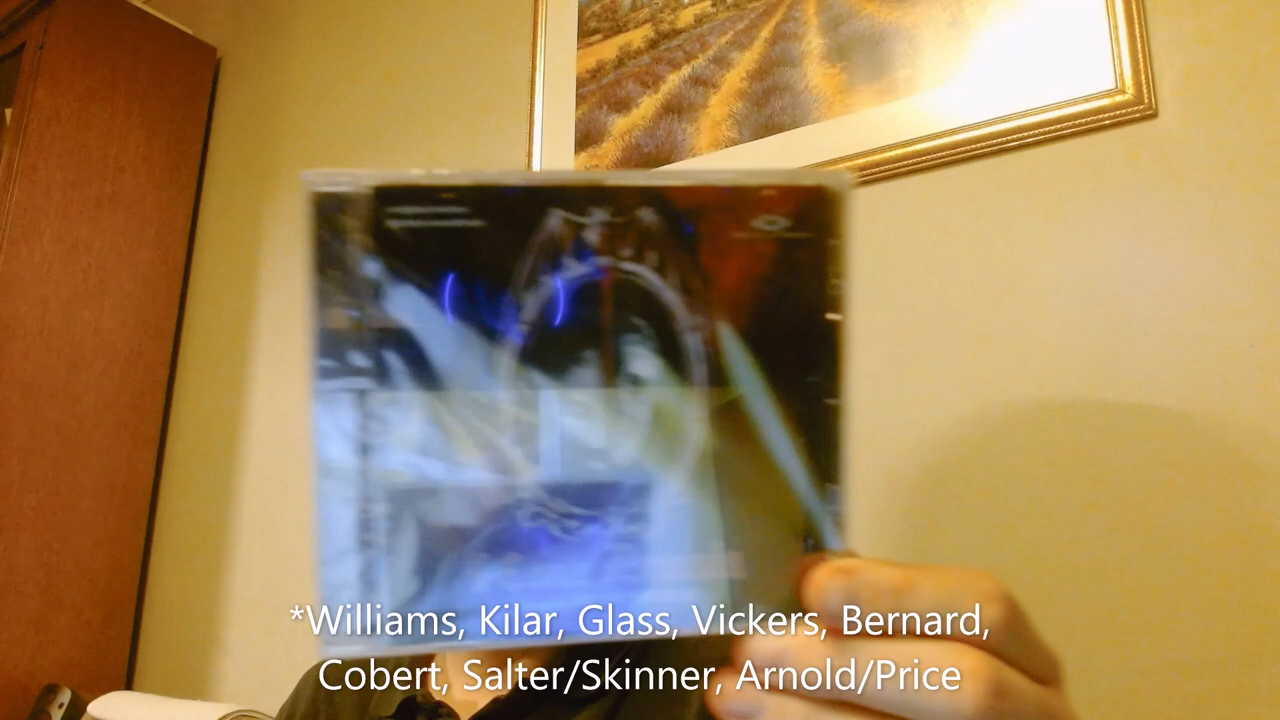 *Williams, Kilar, Glass, Vickers, Bernard,
Cobert, Salter/Skinner, Arnold/Price